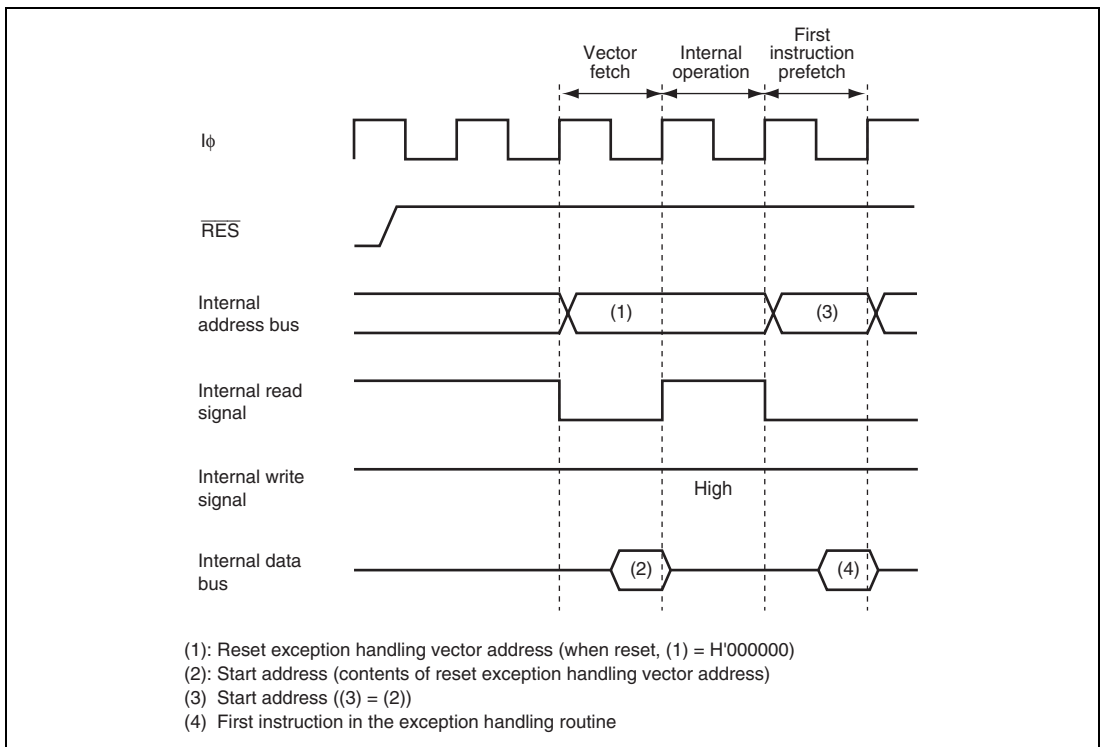 Vector
fetch
Internal
operation
First
instruction
prefetch
Iϕ
RES
Internal
address bus
(1)
(3)
Internal read
signal
Internal write
signal
High
Internal data
bus
(2)
(4)
(1): Reset exception handling vector address (when reset, (1) = H'000000)
(2): Start address (contents of reset exception handling vector address)
(3) Start address ((3) = (2))
(4) First instruction in the exception handling routine